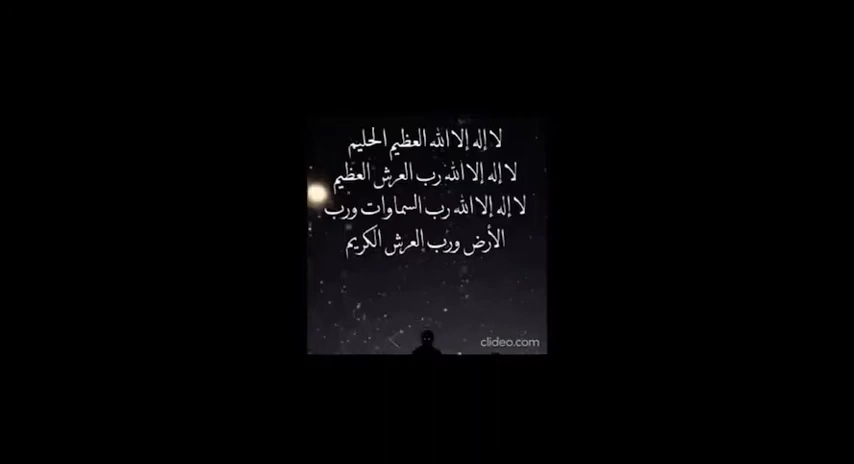 لا إله إلا الله العظيم الحليم
لا إله إلا الله رب العرش العظيم
لا إله إلا الله رب السماوات ورب
الأرض ورب العرش الكريم
clideo.com